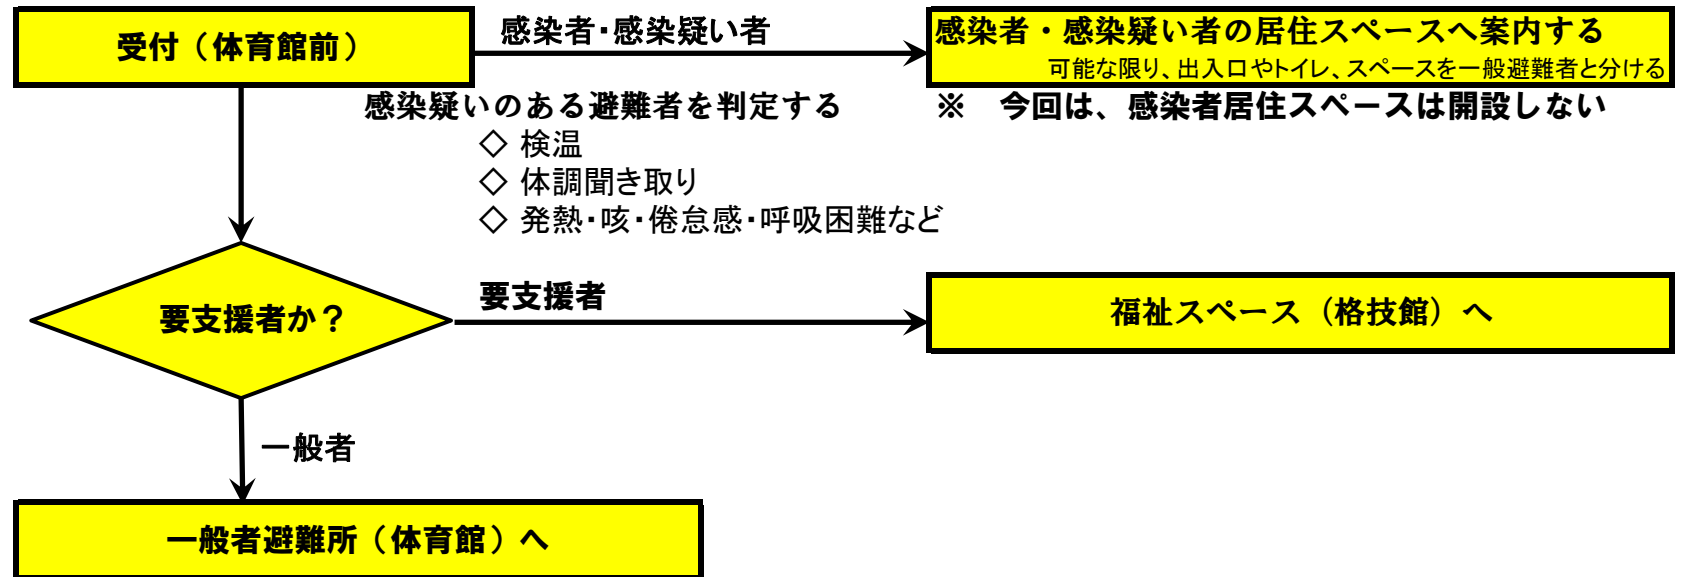 受付（体育館前）
感染者・感染疑い者
感染者・感染疑い者の居住スペースへ案内する
可能な限り、出入口やトイレ、スペースを一般避難者と分ける
感染疑いのある避難者を判定する
※　今回は、感染者居住スペースは開設しない
◇ 検温
◇ 体調聞き取り
◇ 発熱・咳・倦怠感・呼吸困難など
要支援者か？
要支援者
福祉スペース（格技館）へ
一般者
一般者避難所（体育館）へ